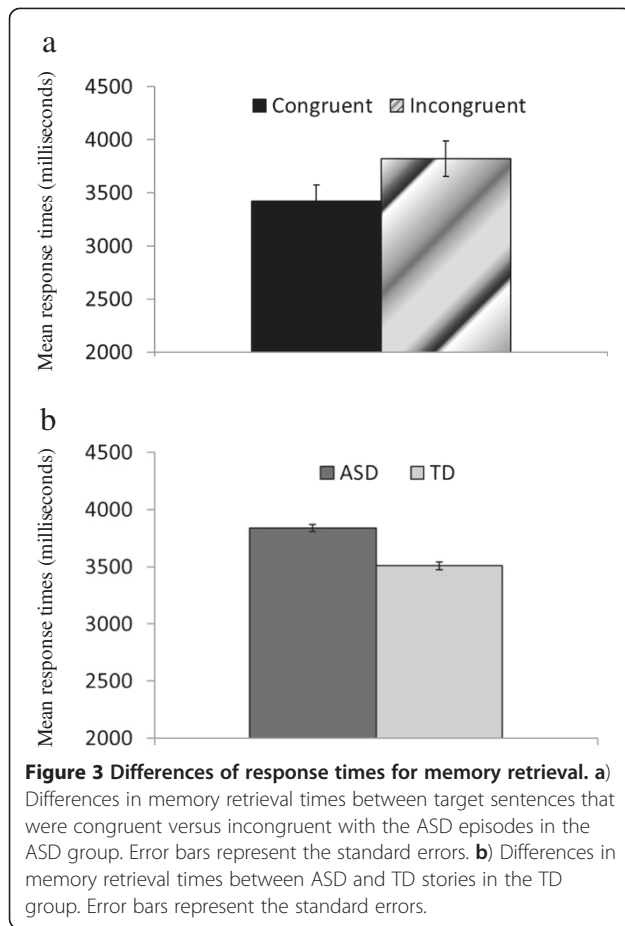 a
4500
Congruent Incongruent
4000
3500
3000
2500
2000
Mean response times (milliseconds)
b
4500
ASD TD
4000
3500
3000
2500
2000
Mean response times (milliseconds)
Figure 3 Differences of response times for memory retrieval. a)
Differences in memory retrieval times between target sentences that
were congruent versus incongruent with the ASD episodes in the
ASD group. Error bars represent the standard errors. b) Differences in
memory retrieval times between ASD and TD stories in the TD
group. Error bars represent the standard errors.